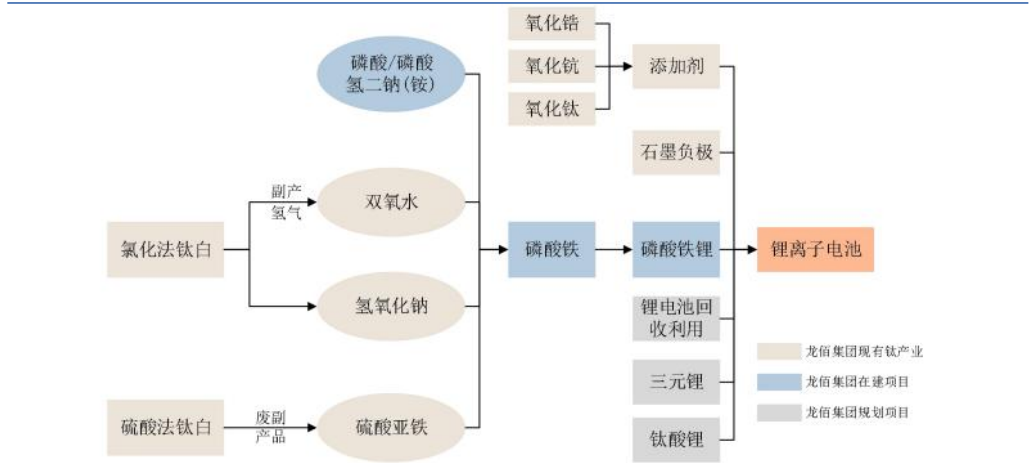 氧化锆
氧化钪
氧化钛
添加剂
磷酸/磷酸
氢二钠(铵)
石墨负极
副产
氢气
双氧水
氯化法钛白
磷酸铁
磷酸铁锂
锂离子电池
氢氧化钠
锂电池回
收利用
三元锂
钛酸锂
硫酸法钛白
废副
产品
硫酸亚铁
龙佰集团现有钛产业
龙佰集团在建项目
龙佰集团规划项目